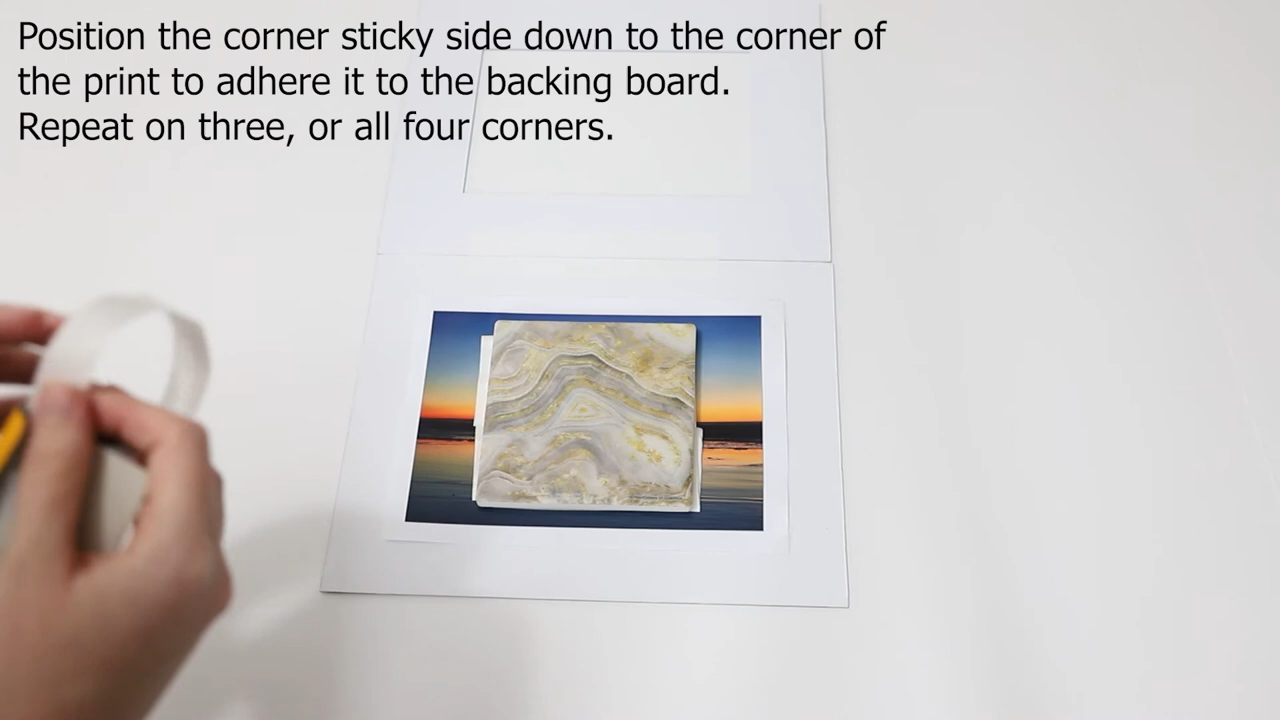 Position the corner sticky side down to the corner of
the print to adhere it to the backing board.
Repeat on three, or all four corners.